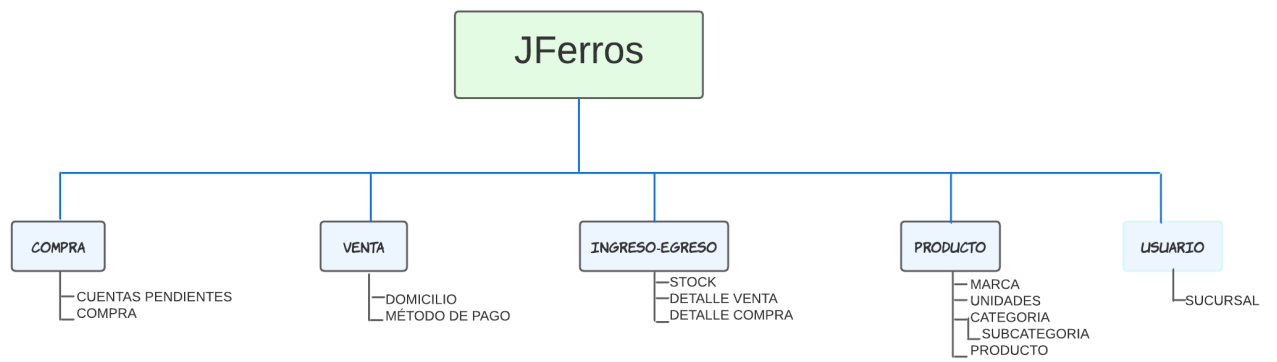 JFerros
COMPRA
CUENTAS PENDIENTES
COMPRA
VENTA
DOMICILIO
MÉTODO DE PAGO
INGRESO-EGRESO
STOCK
DETALLE VENTA
DETALLE COMPRA
PRODUCTO
MARCA
UNIDADES
CATEGORIA
SUBCATEGORIA
PRODUCTO
USUARIO
SUCURSAL